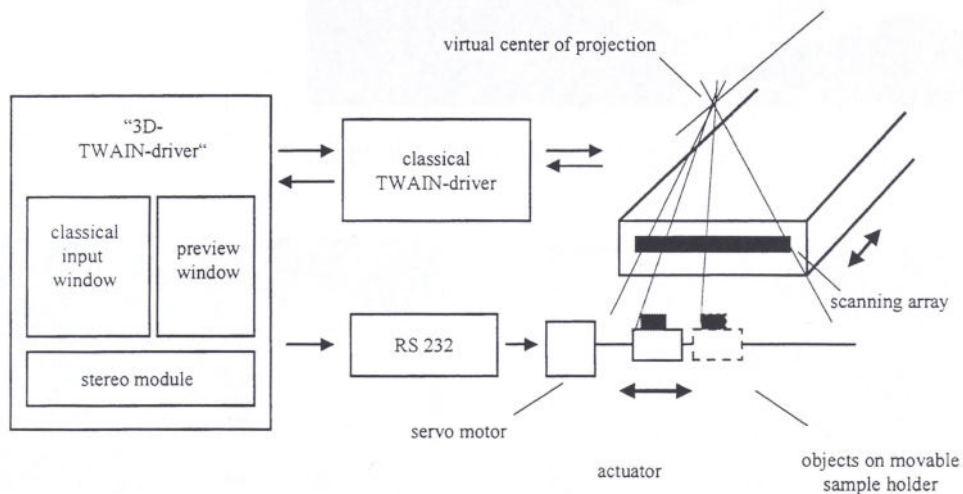 virtual center of projection
“3D-
TWAIN-driver“
classical
TWAIN-driver
classical
input
window
preview
window
scanning array
RS 232
stereo module
servo motor
actuator
objects on movable
sample holder